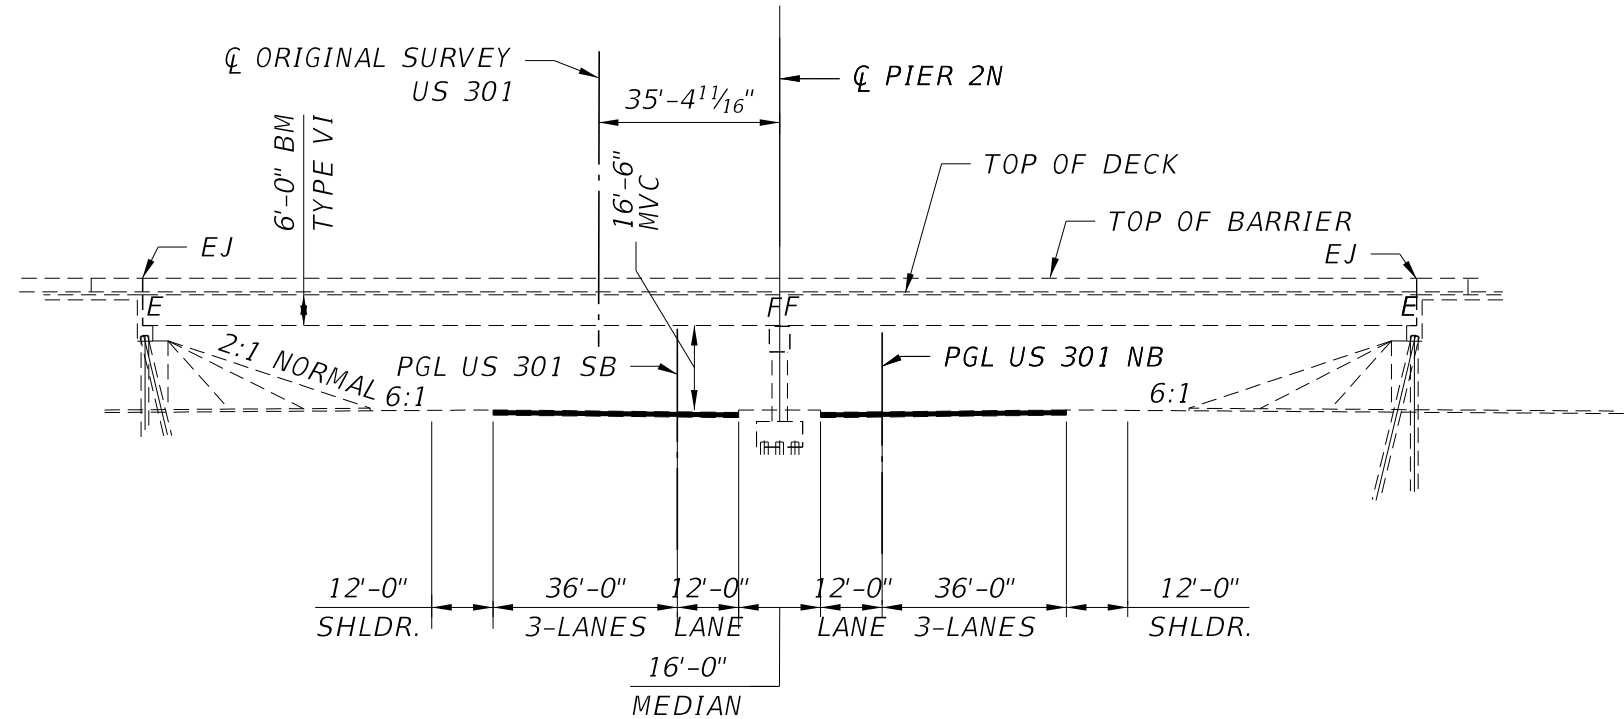 ℄ ORIGINAL SURVEY
US 301
℄ PIER 2N
35'-4 11/16"
6'-0" BM
TYPE VI
16'-6"
MVC
TOP OF DECK
TOP OF BARRIER
EJ
EJ
E
FF
E
2:1 NORMAL
6:1
PGL US 301 SB
PGL US 301 NB
6:1
12'-0"
36'-0"
12'-0"
12'-0"
36'-0"
12'-0"
SHLDR.
3-LANES
LANE
LANE
3-LANES
SHLDR.
16'-0"
MEDIAN